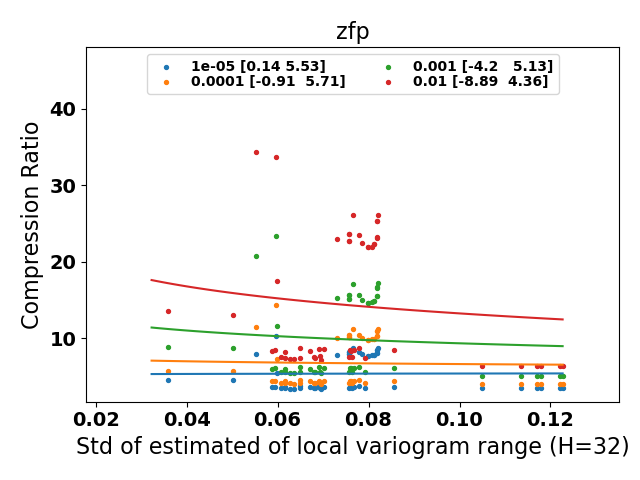 zfp
1e-05 [0.14 5.53]
0.0001 [-0.91  5.71]
0.001 [-4.2   5.13]
0.01 [-8.89  4.36]
Compression Ratio
40
30
20
10
0.02 0.04 0.06 0.08 0.10 0.12
Std of estimated of local variogram range (H=32)